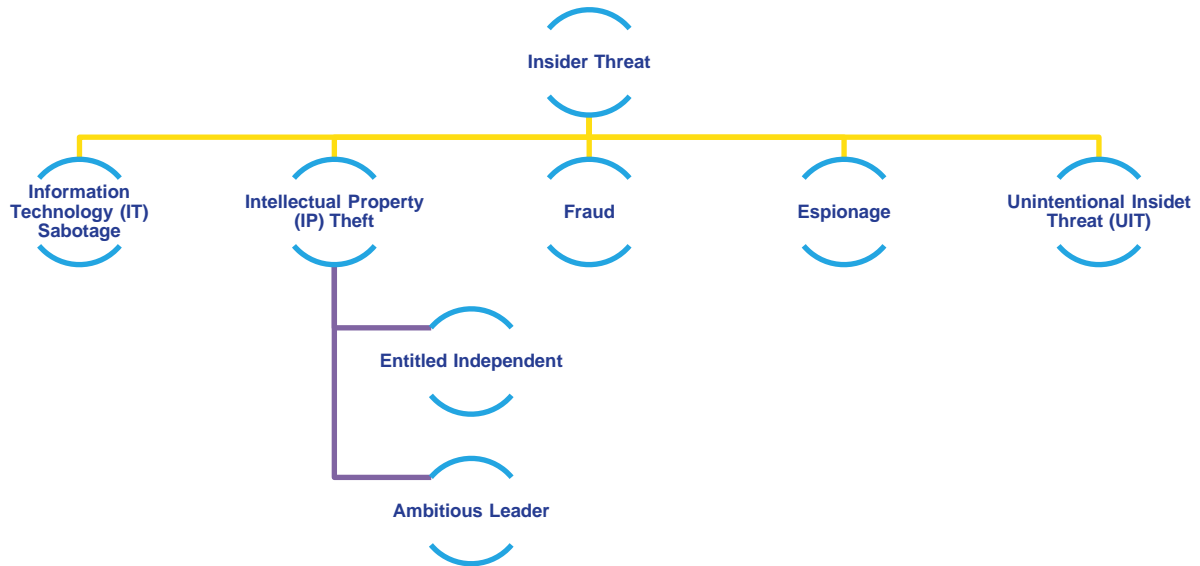 Insider Threat
Information
Technology (IT)
Sabotage
Intellectual Property
(IP) Theft
Fraud
Espionage
Unintentional Insidet
Threat (UIT)
Entitled Independent
Ambitious Leader